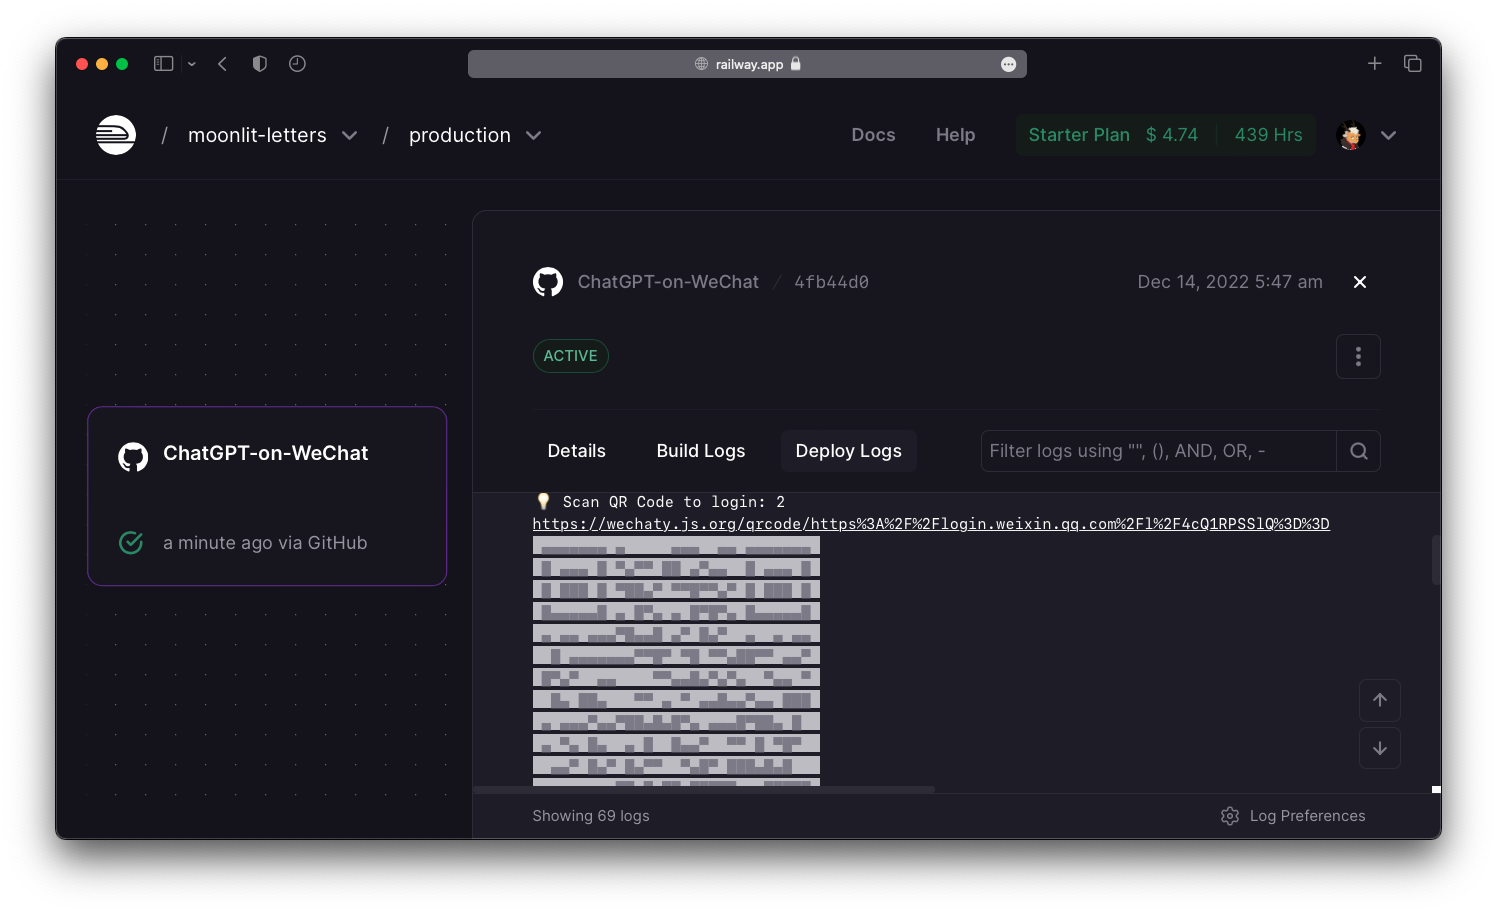 railway.app
/ moonlit-letters / production
Docs Help Starter Plan $ 4.74 439 Hrs
ChatGPT-on-WeChat / 4fb44d0 Dec 14, 2022 5:47 am
ACTIVE
Details Build Logs Deploy Logs Filter logs using "", (), AND, OR, -
ChatGPT-on-WeChat
a minute ago via GitHub
💡 Scan QR Code to login: 2
https://wechaty.js.org/qrcode/https%3A%2F%2Flogin.weixin.qq.com%2Fl%2F4cQ1RPSSlQ%3D%3D
Showing 69 logs Log Preferences